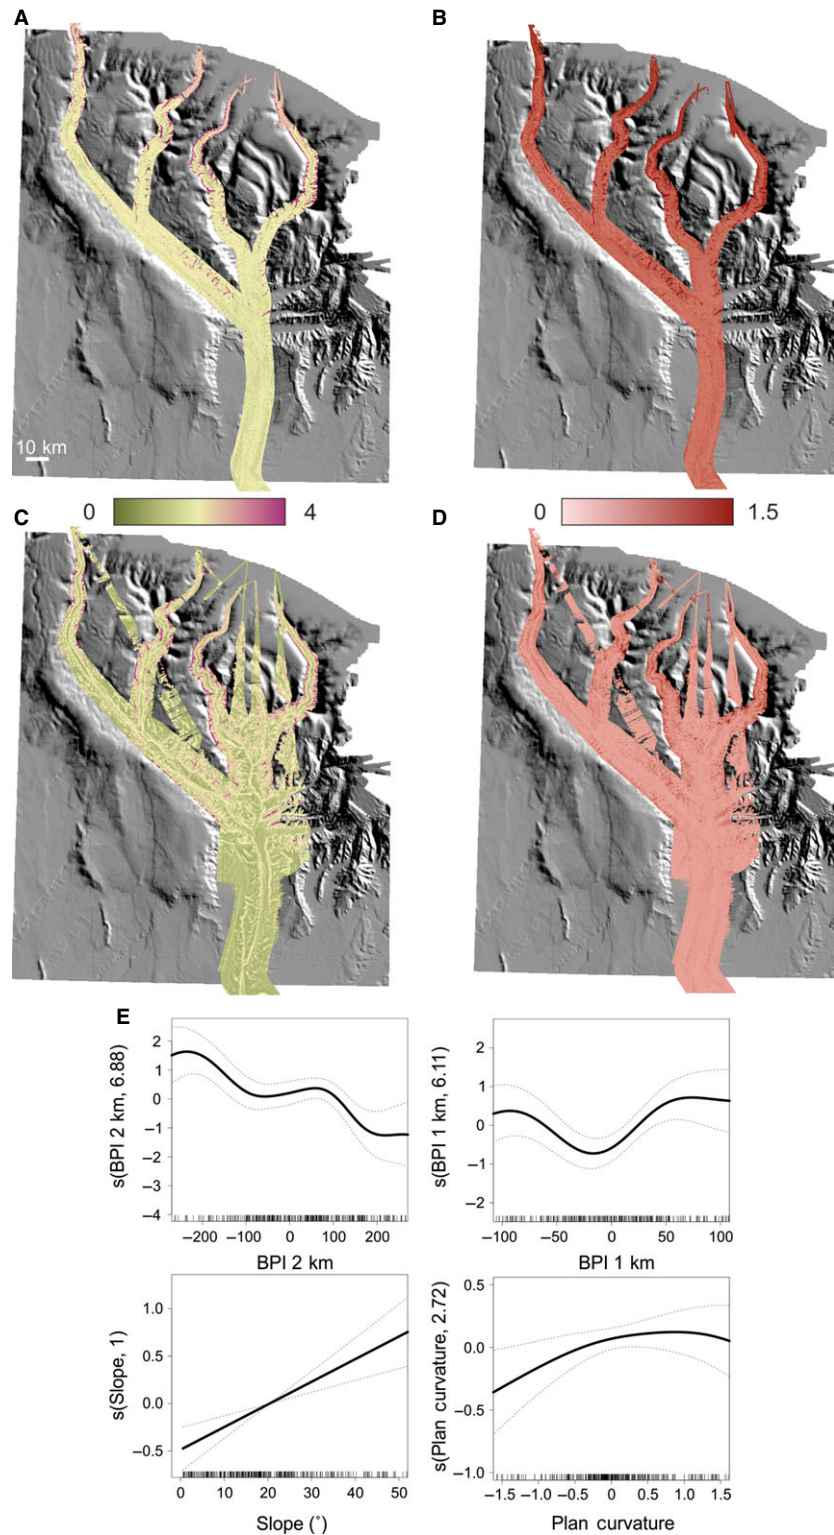 A B
10 km
0 4 0 1.5
C D
E
s(BPI 2 km, 6.88)
2
1
0
−1
−2
−3
−4
−200 −100 0 100 200
BPI 2 km
s(BPI 1 km, 6.11)
2
1
0
−1
−2
−100 −50 0 50 100
BPI 1 km
s(Slope, 1)
1.0
0.5
0.0
−0.5
0 10 20 30 40 50
Slope (°)
s(Plan curvature, 2.72)
0.5
0.0
−0.5
−1.0
−1.5 −1.0 −0.5 0 0.5 1.0 1.5
Plan curvature